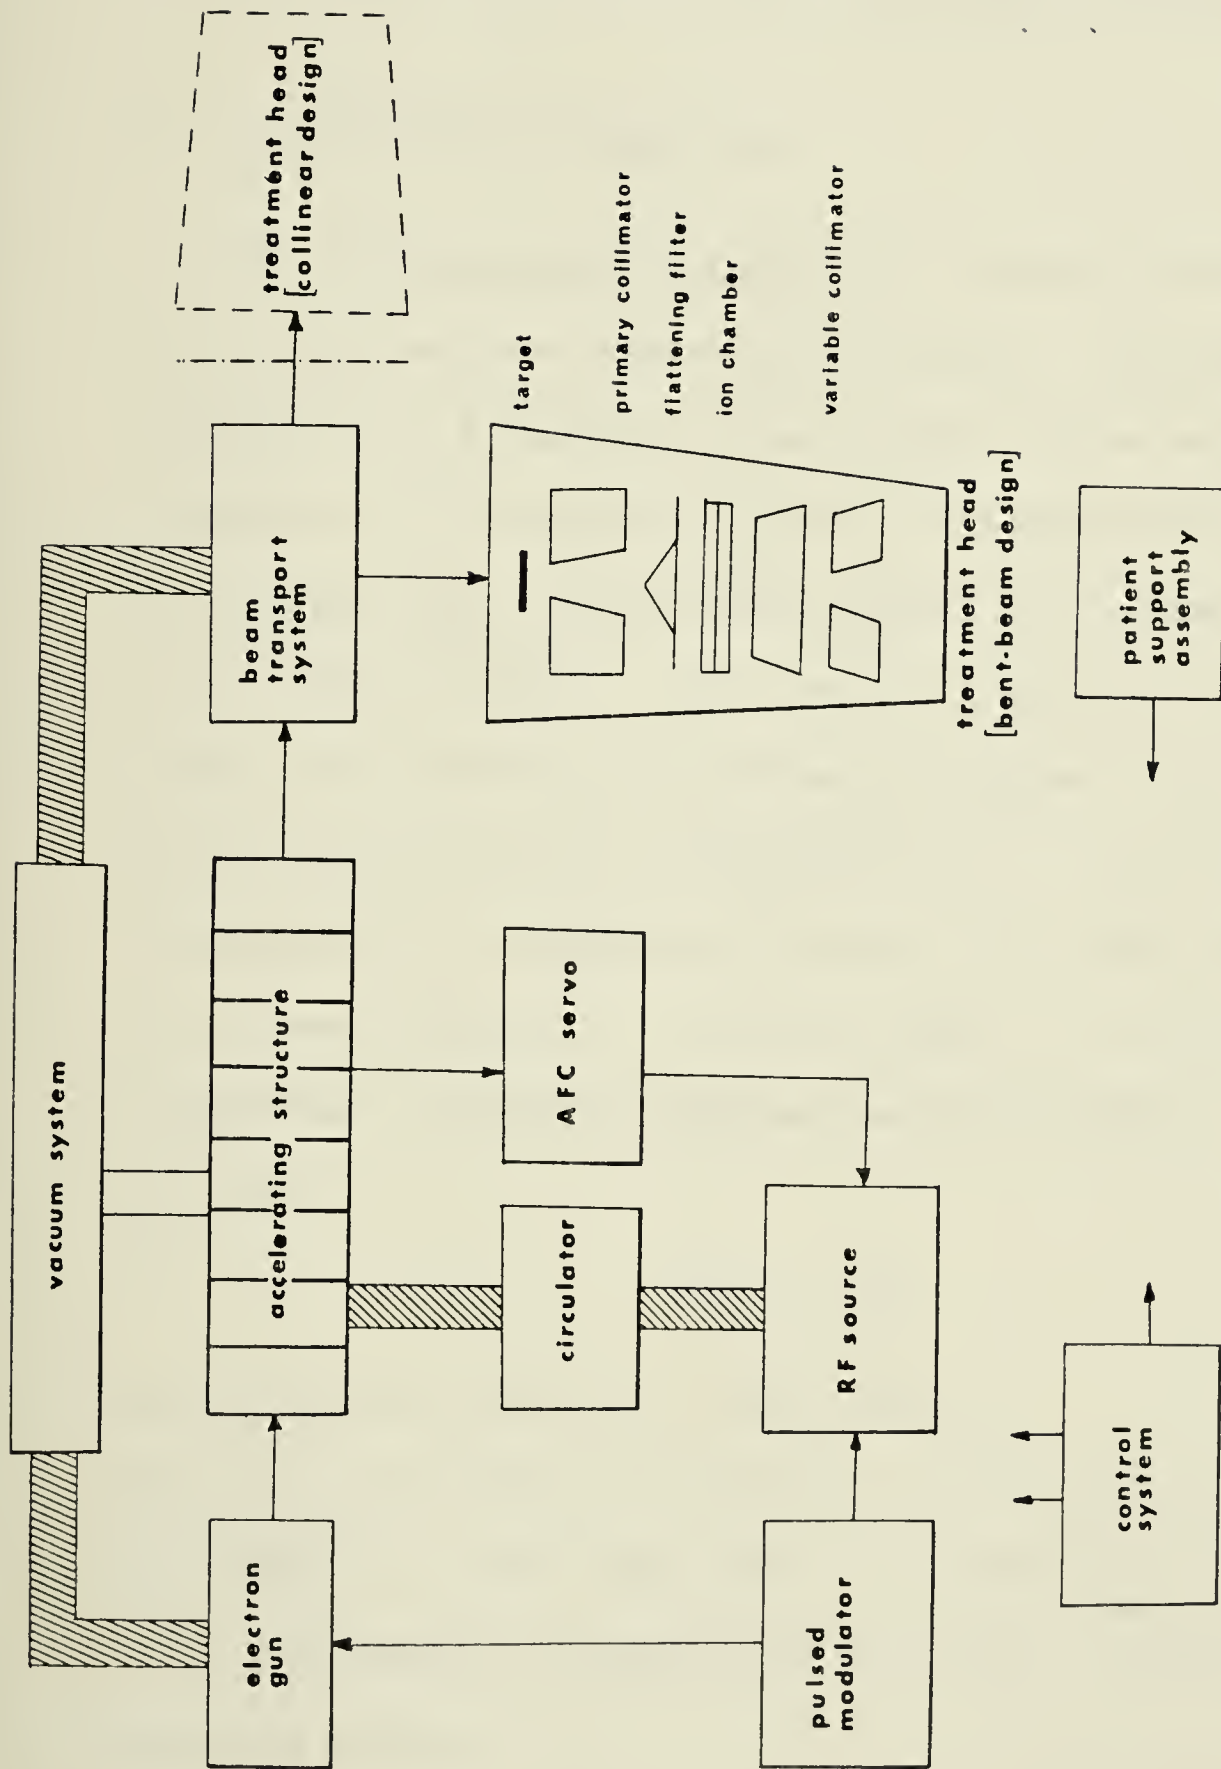 vacuum system
electron
gun
accelerating structure
beam
transport
system
treatment head
[collinear design]
circulator
AFC servo
target
primary collimator
flattening filter
ion chamber
variable collimator
pulsed
modulator
RF source
treatment head
[bent-beam design]
control
system
patient
support
assembly